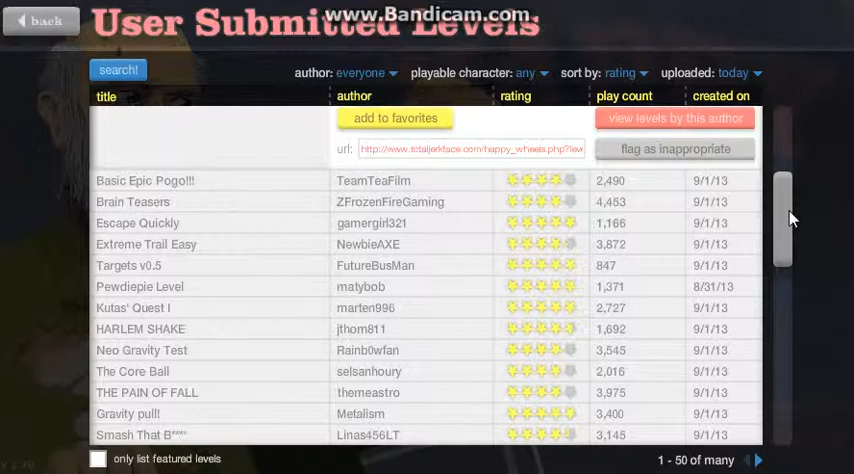 www.Bandicam.com
back
User Submitted Levels
search!
author: everyone playable character: any sort by: rating uploaded: today
title author rating play count created on
add to favorites view levels by this author
url: http://www.totaljerkface.com/happy_wheels.php?leve flag as inappropriate
Basic Epic Pogo!!! TeamTeaFilm 2,490 9/1/13
Brain Teasers ZFrozenFireGaming 4,453 9/1/13
Escape Quickly gamergirl321 1,166 9/1/13
Extreme Trail Easy NewbieAXE 3,872 9/1/13
Targets v0.5 FutureBusMan 847 9/1/13
Pewdiepie Level matybob 1,371 8/31/13
Kutas' Quest I marten996 2,727 9/1/13
HARLEM SHAKE jthom811 1,692 9/1/13
Neo Gravity Test Rainb0wfan 3,545 9/1/13
The Core Ball selsanhoury 2,016 9/1/13
THE PAIN OF FALL themeastro 3,975 9/1/13
Gravity pull! Metalism 3,400 9/1/13
Smash That B**** Linas456LT 3,145 9/1/13
only list featured levels 1 - 50 of many